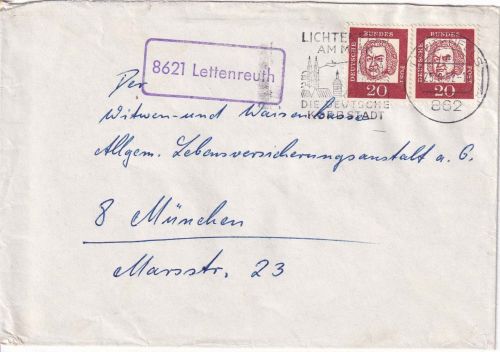 8621 Lettenreuth
LICHTE
AM M
DIE DEUTSCHE
KORBSTADT
862
DEUTSCHE BUNDES POST
20
DEUTSCHE BUNDES POST
20
Der
Witwen- und Waisenkasse
Allgem. Lebensversicherungsanstalt a. G.
8 München
Marsstr. 23